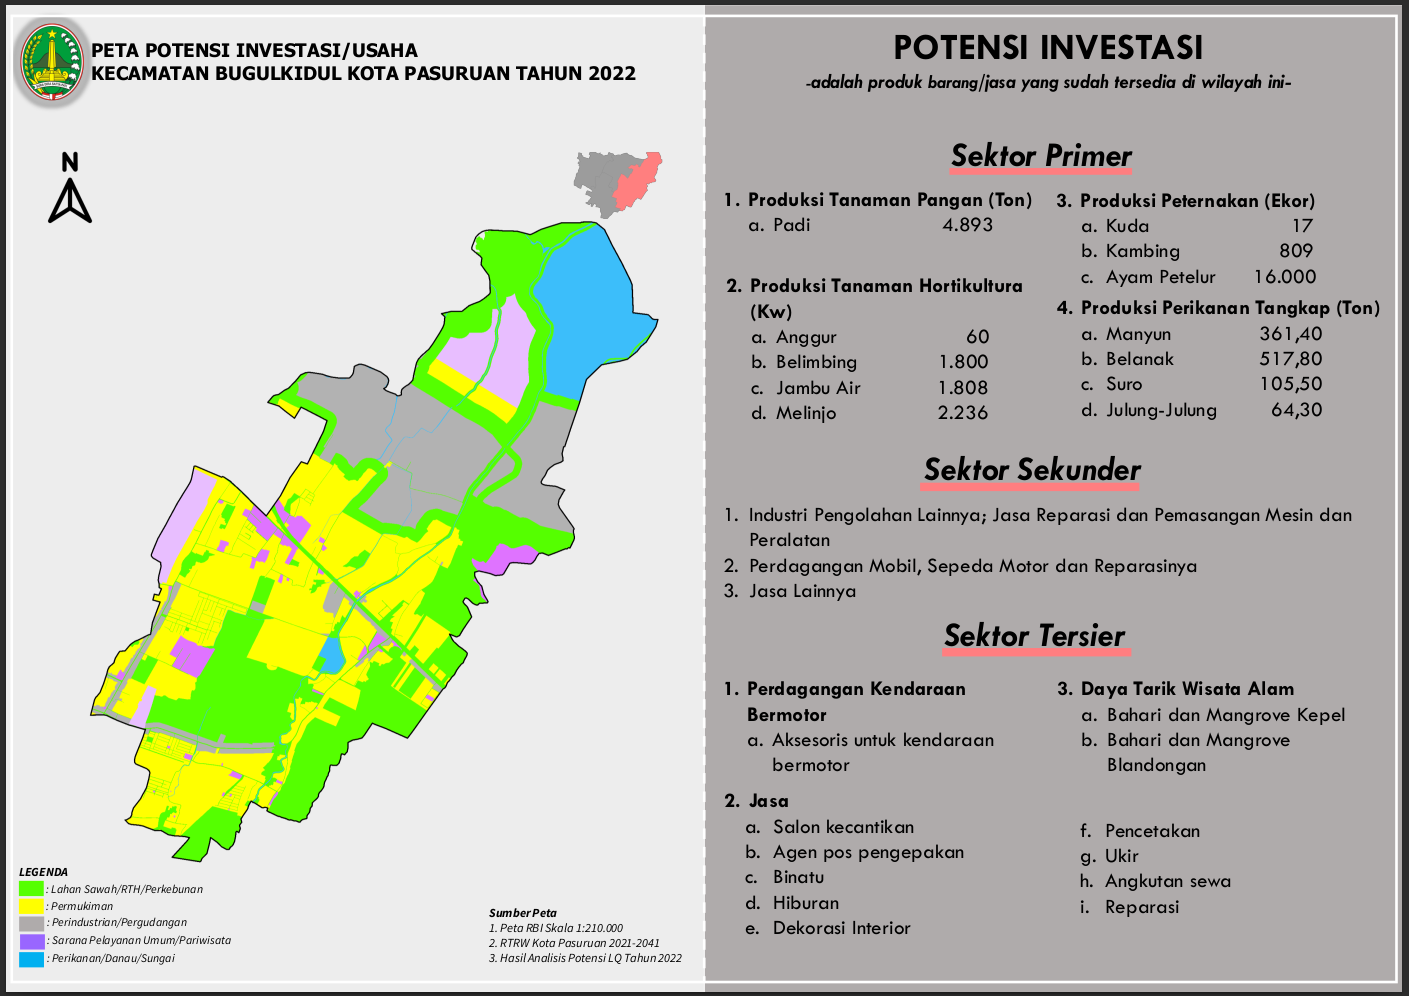 PETA POTENSI INVESTASI/USAHA
KECAMATAN BUGULKIDUL KOTA PASURUAN TAHUN 2022
N
LEGENDA
: Lahan Sawah/RTH/Perkebunan
: Permukiman
: Perindustrian/Pergudangan
: Sarana Pelayanan Umum/Pariwisata
: Perikanan/Danau/Sungai
Sumber Peta
1. Peta RBI Skala 1:210.000
2. RTRW Kota Pasuruan 2021-2041
3. Hasil Analisis Potensi LQ Tahun 2022
POTENSI INVESTASI
-adalah produk barang/jasa yang sudah tersedia di wilayah ini-
Sektor Primer
1. Produksi Tanaman Pangan (Ton)
a. Padi 4.893
2. Produksi Tanaman Hortikultura
(Kw)
a. Anggur 60
b. Belimbing 1.800
c. Jambu Air 1.808
d. Melinjo 2.236
3. Produksi Peternakan (Ekor)
a. Kuda 17
b. Kambing 809
c. Ayam Petelur 16.000
4. Produksi Perikanan Tangkap (Ton)
a. Manyun 361,40
b. Belanak 517,80
c. Suro 105,50
d. Julung-Julung 64,30
Sektor Sekunder
1. Industri Pengolahan Lainnya; Jasa Reparasi dan Pemasangan Mesin dan
Peralatan
2. Perdagangan Mobil, Sepeda Motor dan Reparasinya
3. Jasa Lainnya
Sektor Tersier
1. Perdagangan Kendaraan
Bermotor
a. Aksesoris untuk kendaraan
bermotor
2. Jasa
a. Salon kecantikan
b. Agen pos pengepakan
c. Binatu
d. Hiburan
e. Dekorasi Interior
3. Daya Tarik Wisata Alam
a. Bahari dan Mangrove Kepel
b. Bahari dan Mangrove
Blandongan
f. Pencetakan
g. Ukir
h. Angkutan sewa
i. Reparasi